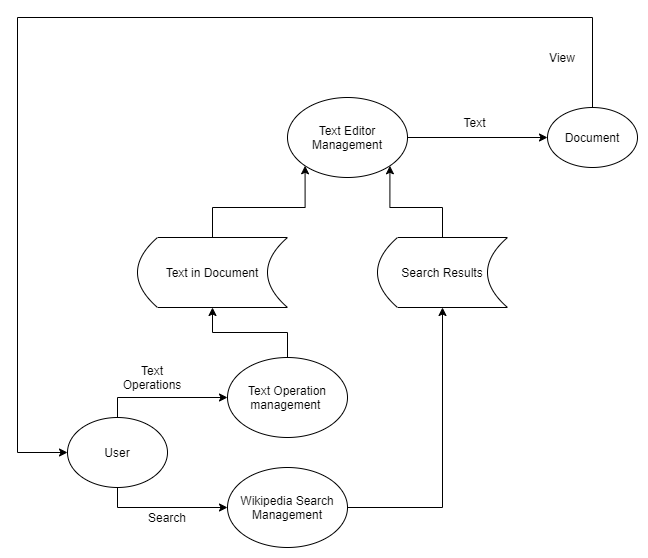 View
Text Editor
Management
Text
Document
Text in Document
Search Results
Text
Operations
Text Operation
management
User
Wikipedia Search
Management
Search